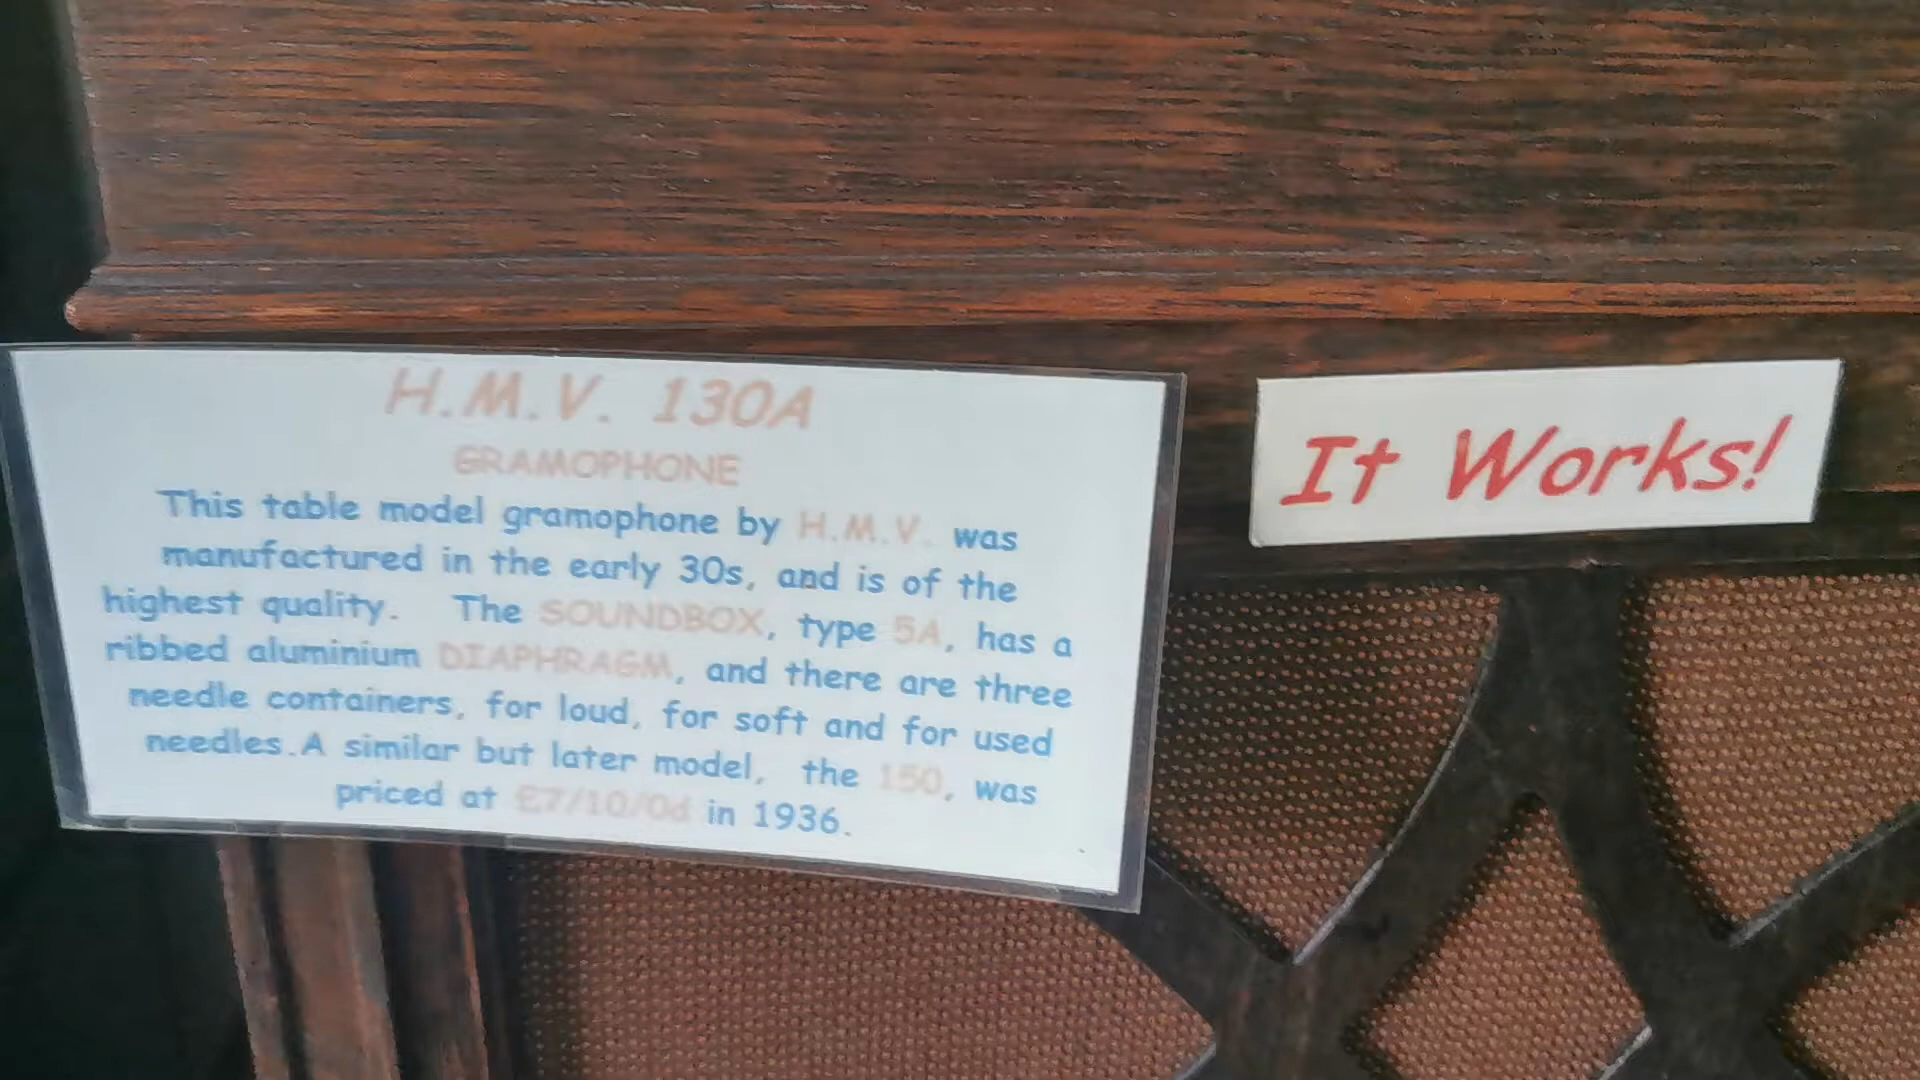 H.M.V. 130A
GRAMOPHONE
This table model gramophone by H.M.V. was
manufactured in the early 30s, and is of the
highest quality. The SOUNDBOX, type 5A, has a
ribbed aluminium DIAPHRAGM, and there are three
needle containers, for loud, for soft and for used
needles.A similar but later model, the 150, was
priced at £7/10/0d in 1936.
It Works!